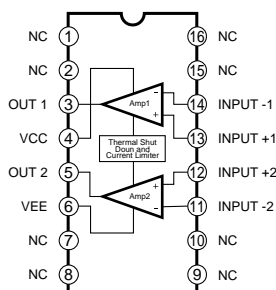 NC 1 16 NC
NC 2 15 NC
OUT 1 3 Amp1 - + 14 INPUT -1
VCC 4 13 INPUT +1
Thermal Shut
Doun and
Current Limiter
OUT 2 5 Amp2 + - 12 INPUT +2
VEE 6 11 INPUT -2
NC 7 10 NC
NC 8 9 NC